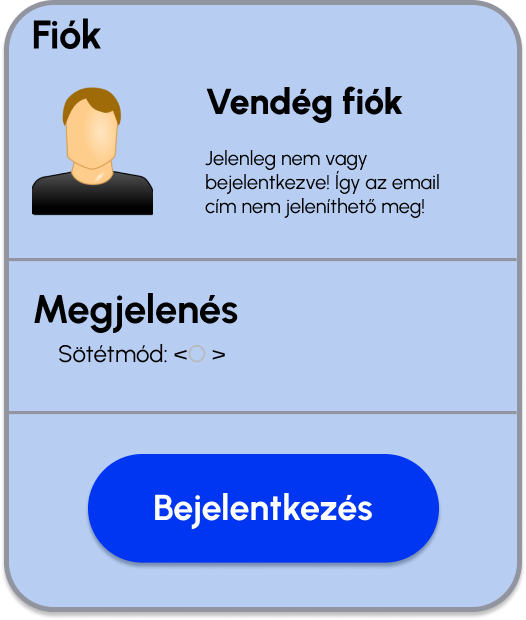 Fiók
Vendég fiók
Jelenleg nem vagy
bejelentkezve! Így az email
cím nem jeleníthető meg!
Megjelenés
Sötétmód: <O >
Bejelentkezés